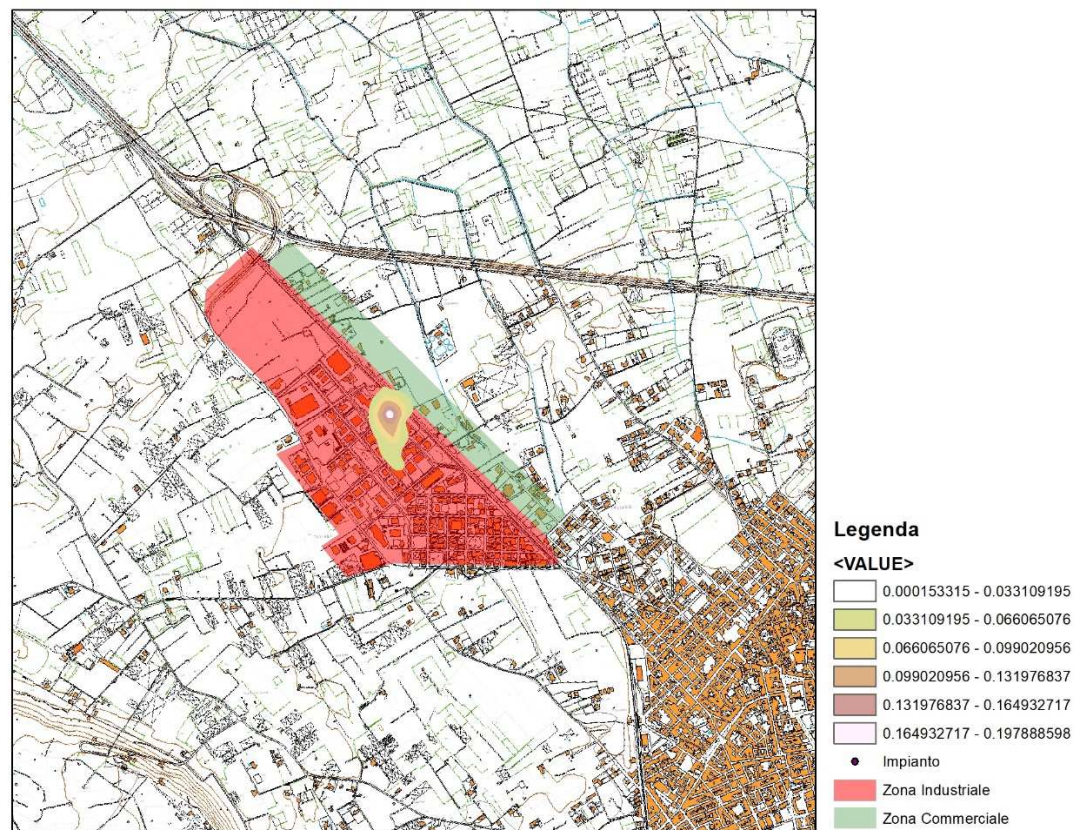 Legenda
<VALUE>
0.000153315 - 0.033109195
0.033109195 - 0.066065076
0.066065076 - 0.099020956
0.099020956 - 0.131976837
0.131976837 - 0.164932717
0.164932717 - 0.197888598
Impianto
Zona Industriale
Zona Commerciale